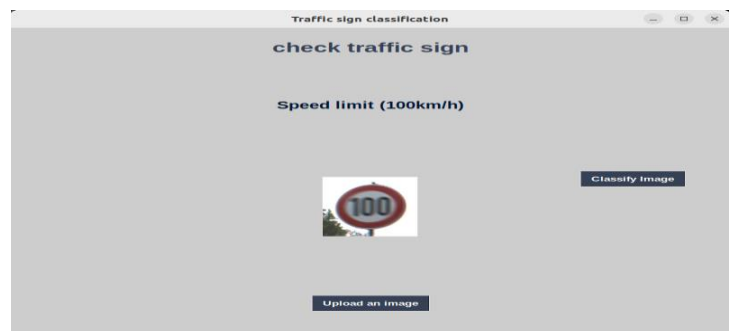 Traffic sign classification
check traffic sign
Speed limit (100km/h)
Classify Image
100
Upload an image